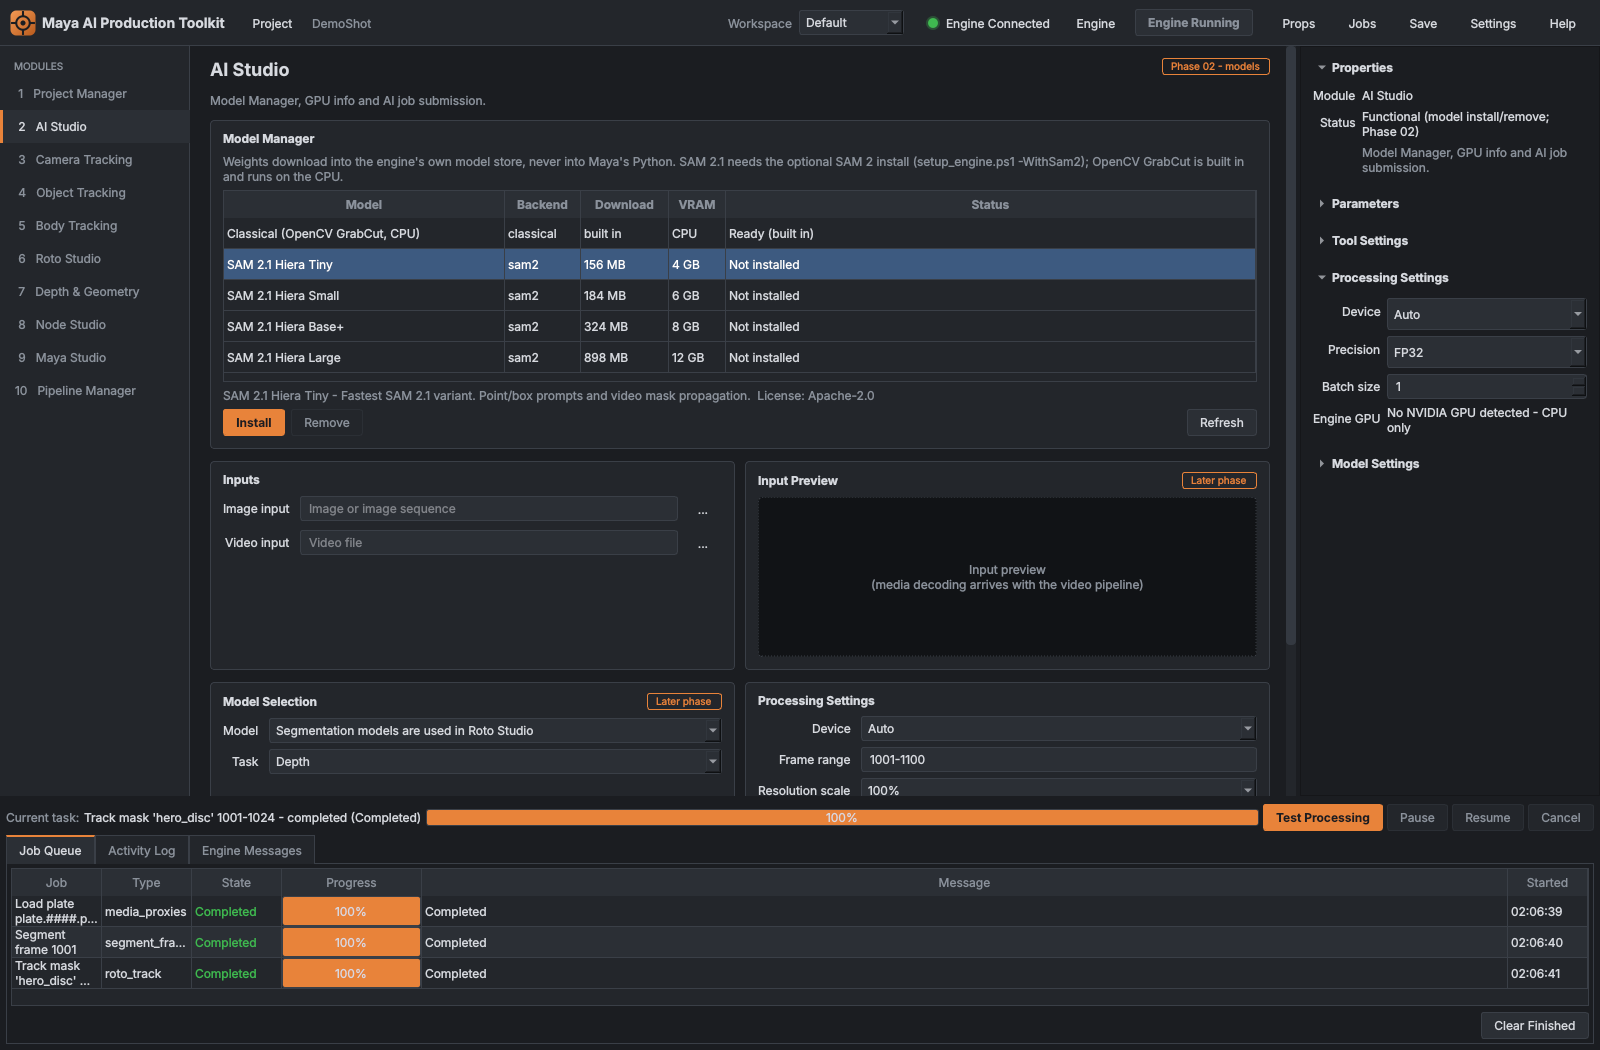 Maya AI Production Toolkit
Project
DemoShot
Workspace
Default
Engine Connected
Engine
Engine Running
Props
Jobs
Save
Settings
Help
MODULES
1 Project Manager
2 AI Studio
3 Camera Tracking
4 Object Tracking
5 Body Tracking
6 Roto Studio
7 Depth & Geometry
8 Node Studio
9 Maya Studio
10 Pipeline Manager
AI Studio
Phase 02 - models
Model Manager, GPU info and AI job submission.
Model Manager
Weights download into the engine's own model store, never into Maya's Python. SAM 2.1 needs the optional SAM 2 install (setup_engine.ps1 -WithSam2); OpenCV GrabCut is built in
and runs on the CPU.
Model Backend Download VRAM Status
Classical (OpenCV GrabCut, CPU) classical built in CPU Ready (built in)
SAM 2.1 Hiera Tiny sam2 156 MB 4 GB Not installed
SAM 2.1 Hiera Small sam2 184 MB 6 GB Not installed
SAM 2.1 Hiera Base+ sam2 324 MB 8 GB Not installed
SAM 2.1 Hiera Large sam2 898 MB 12 GB Not installed
SAM 2.1 Hiera Tiny - Fastest SAM 2.1 variant. Point/box prompts and video mask propagation. License: Apache-2.0
Install
Remove
Refresh
Inputs
Image input Image or image sequence ...
Video input Video file ...
Input Preview
Later phase
Input preview
(media decoding arrives with the video pipeline)
Model Selection
Later phase
Model Segmentation models are used in Roto Studio
Task Depth
Processing Settings
Device Auto
Frame range 1001-1100
Resolution scale 100%
Properties
Module AI Studio
Status Functional (model install/remove;
Phase 02)
Model Manager, GPU info and AI job
submission.
Parameters
Tool Settings
Processing Settings
Device Auto
Precision FP32
Batch size 1
Engine GPU No NVIDIA GPU detected - CPU
only
Model Settings
Current task: Track mask 'hero_disc' 1001-1024 - completed (Completed)
100%
Test Processing
Pause
Resume
Cancel
Job Queue
Activity Log
Engine Messages
Job Type State Progress Message Started
Load plate
plate.####.p... media_proxies Completed 100% Completed 02:06:39
Segment
frame 1001 segment_fra... Completed 100% Completed 02:06:40
Track mask
'hero_disc' ... roto_track Completed 100% Completed 02:06:41
Clear Finished